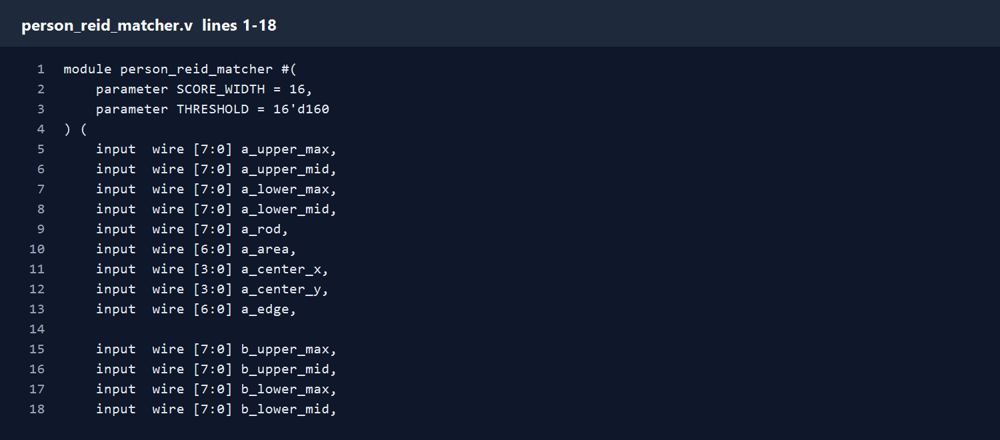 person_reid_matcher.v  lines 1-18
1 module person_reid_matcher #(
2     parameter SCORE_WIDTH = 16,
3     parameter THRESHOLD = 16'd160
4 ) (
5     input  wire [7:0] a_upper_max,
6     input  wire [7:0] a_upper_mid,
7     input  wire [7:0] a_lower_max,
8     input  wire [7:0] a_lower_mid,
9     input  wire [7:0] a_rod,
10     input  wire [6:0] a_area,
11     input  wire [3:0] a_center_x,
12     input  wire [3:0] a_center_y,
13     input  wire [6:0] a_edge,
14
15     input  wire [7:0] b_upper_max,
16     input  wire [7:0] b_upper_mid,
17     input  wire [7:0] b_lower_max,
18     input  wire [7:0] b_lower_mid,